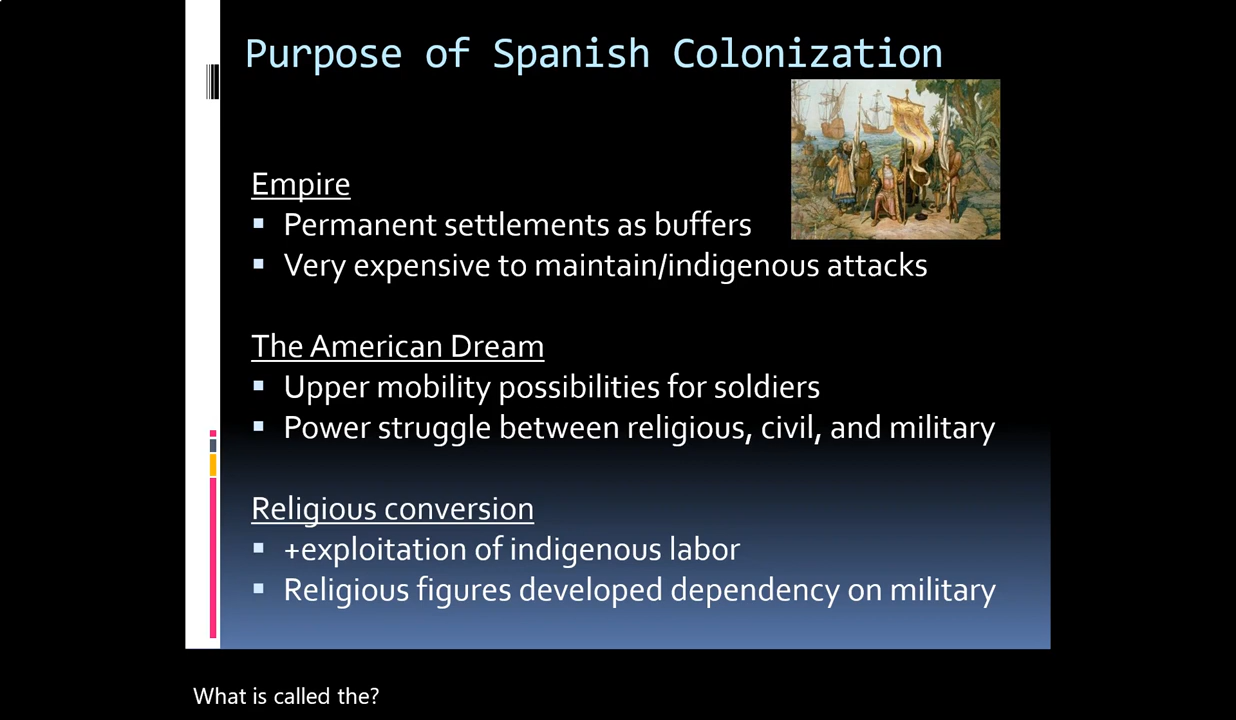 Purpose of Spanish Colonization
Empire
▪ Permanent settlements as buffers
▪ Very expensive to maintain/indigenous attacks
The American Dream
▪ Upper mobility possibilities for soldiers
▪ Power struggle between religious, civil, and military
Religious conversion
▪ +exploitation of indigenous labor
▪ Religious figures developed dependency on military
What is called the?